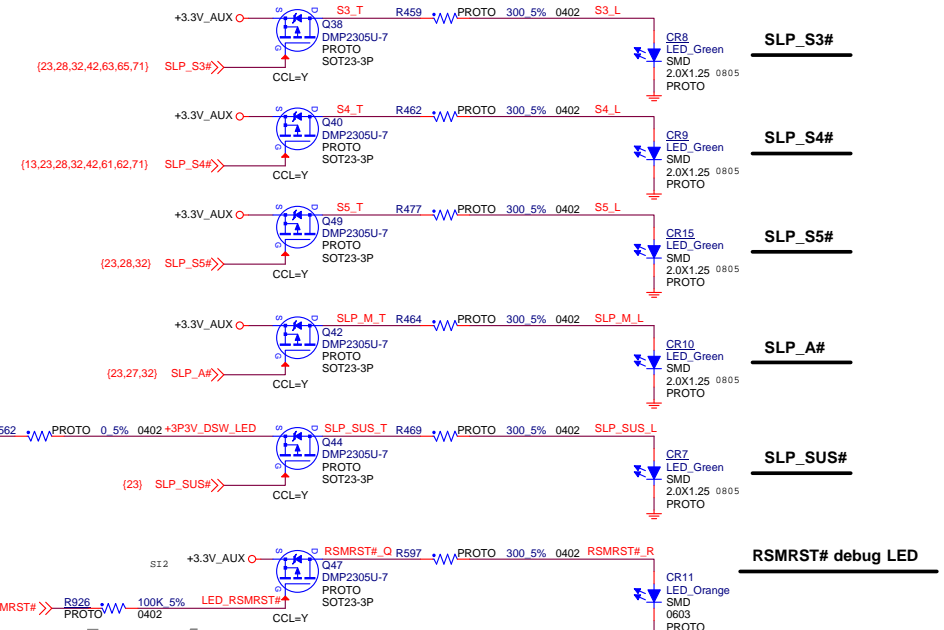 S3_T R459 PROTO 300_5% 0402 S3_L
+3.3V_AUX S D
Q38
DMP2305U-7
PROTO
SOT23-3P
G
{23,28,32,42,63,65,71} SLP_S3#
CCL=Y
CR8
LED_Green
SMD
2.0X1.25 0805
PROTO
SLP_S3#
S4_T R462 PROTO 300_5% 0402 S4_L
+3.3V_AUX S D
Q40
DMP2305U-7
PROTO
SOT23-3P
G
{13,23,28,32,42,61,62,71} SLP_S4#
CCL=Y
CR9
LED_Green
SMD
2.0X1.25 0805
PROTO
SLP_S4#
S5_T R477 PROTO 300_5% 0402 S5_L
+3.3V_AUX S D
Q49
DMP2305U-7
PROTO
SOT23-3P
G
{23,28,32} SLP_S5#
CCL=Y
CR15
LED_Green
SMD
2.0X1.25 0805
PROTO
SLP_S5#
SLP_M_T R464 PROTO 300_5% 0402 SLP_M_L
+3.3V_AUX S D
Q42
DMP2305U-7
PROTO
SOT23-3P
G
{23,27,32} SLP_A#
CCL=Y
CR10
LED_Green
SMD
2.0X1.25 0805
PROTO
SLP_A#
562 PROTO 0_5% 0402 +3P3V_DSW_LED S D SLP_SUS_T R469 PROTO 300_5% 0402 SLP_SUS_L
Q44
DMP2305U-7
PROTO
SOT23-3P
G
{23} SLP_SUS#
CCL=Y
CR7
LED_Green
SMD
2.0X1.25 0805
PROTO
SLP_SUS#
SI2 +3.3V_AUX S D RSMRST#_Q R597 PROTO 300_5% 0402 RSMRST#_R
Q47
DMP2305U-7
PROTO
SOT23-3P
G
MRST# R926 100K_5% LED_RSMRST#
PROTO 0402
CCL=Y
CR11
LED_Orange
SMD
0603
PROTO
RSMRST# debug LED